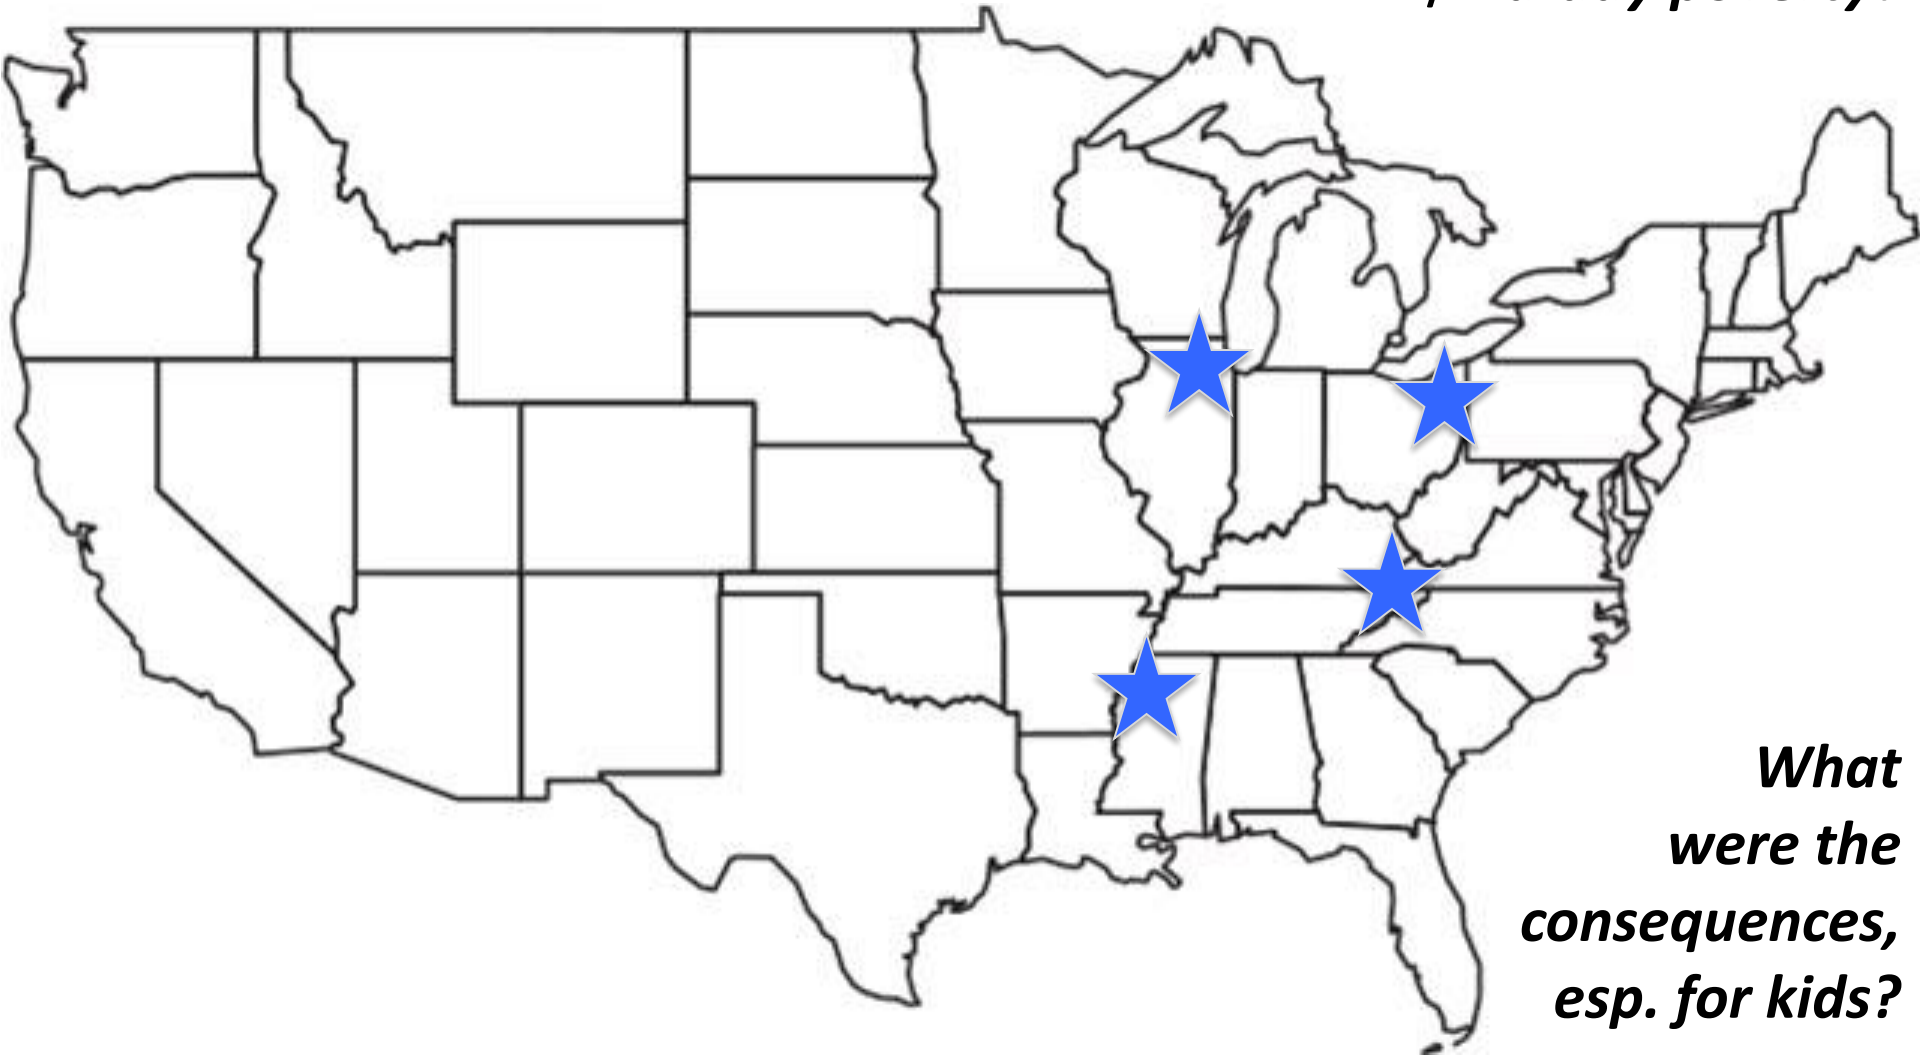 What
were the
consequences,
esp. for kids?